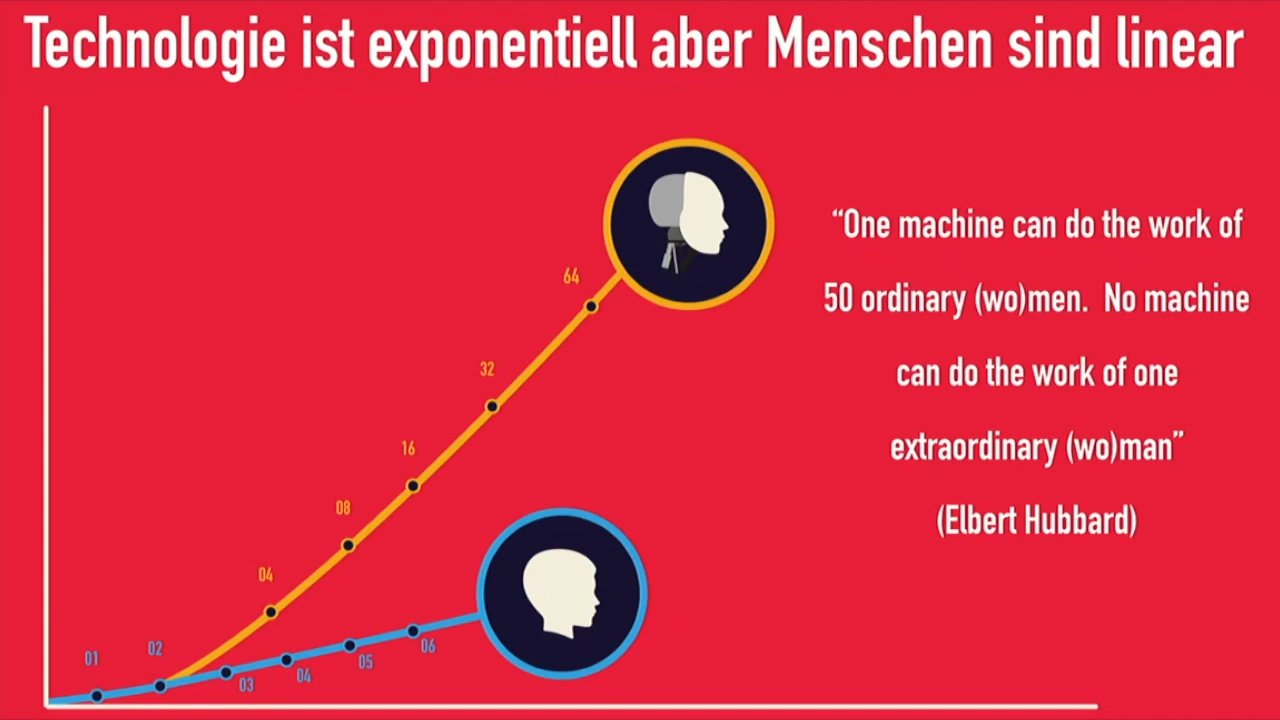 Technologie ist exponentiell aber Menschen sind linear
“One machine can do the work of
50 ordinary (wo)men. No machine
can do the work of one
extraordinary (wo)man”
(Elbert Hubbard)
64
32
16
08
04
01
02
03
04
05
06